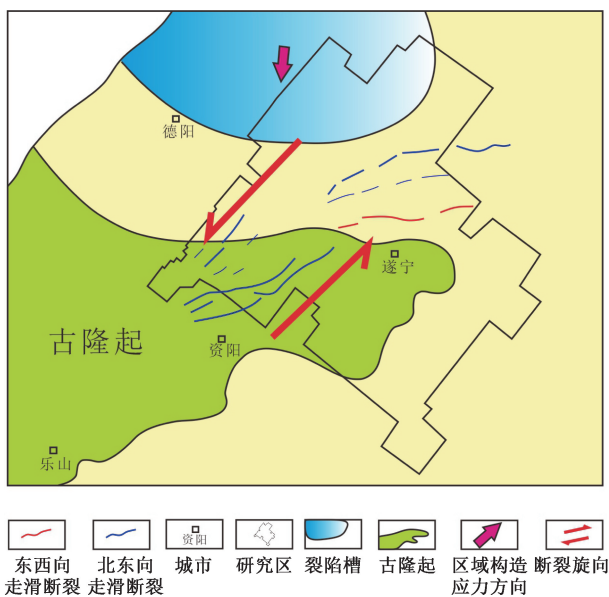 德阳
遂宁
古隆起
资阳
乐山
资阳
东西向 北东向 城市 研究区 裂陷槽 古隆起 区域构造 断裂旋向
走滑断裂 走滑断裂 应力方向